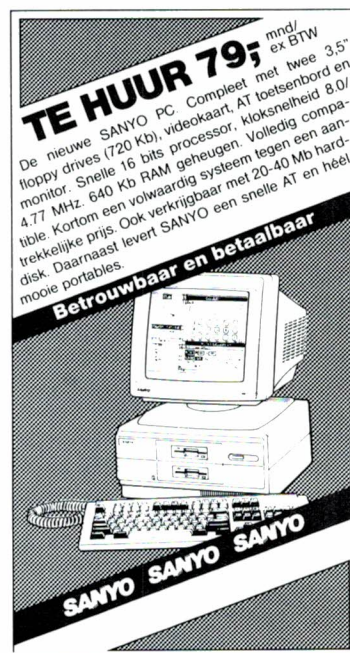 TE HUUR 79,- mnd/
ex BTW
De nieuwe SANYO PC. Compleet met twee 3,5"
floppy drives (720 Kb), videokaart, AT toetsenbord en
monitor. Snelle 16 bits processor, kloksnelheid 8.0/
4.77 MHz. 640 Kb RAM geheugen. Volledig compa-
tible. Kortom een volwaardig systeem tegen een aan-
trekkelijke prijs. Ook verkrijgbaar met 20-40 Mb hard-
disk. Daarnaast levert SANYO een snelle AT en héél
mooie portables.
Betrouwbaar en betaalbaar
SANYO SANYO SANYO